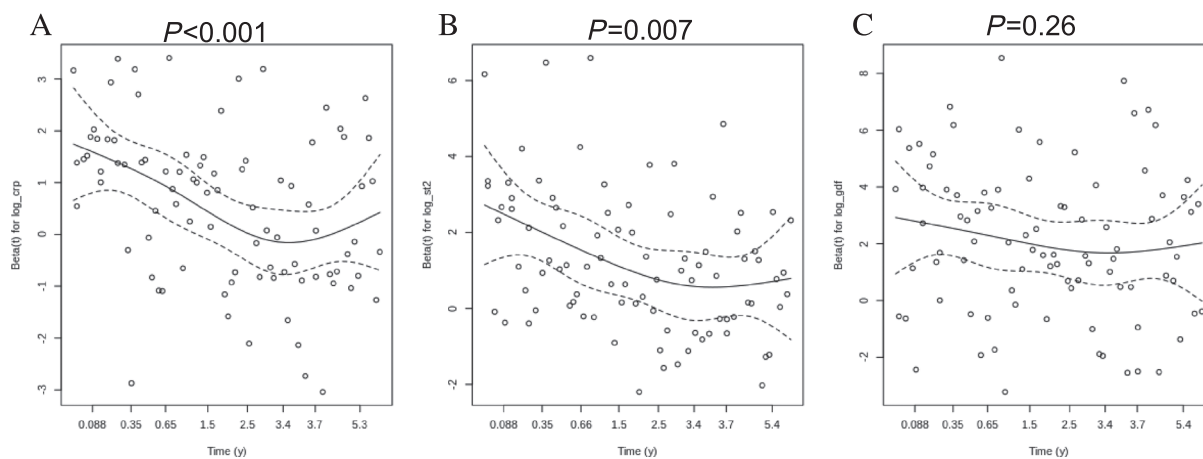 A
P<0.001
Beta(t) for log_crp
3
2
1
0
-1
-2
-3
0.088 0.35 0.65 1.5 3.4 3.7 5.3
Time (y)
B
P=0.007
Beta(t) for log_st2
6
4
2
0
-2
0.088 0.35 0.65 1.5 2.5 3.4 3.7 5.4
Time (y)
C
P=0.26
Beta(t) for log_gdf
8
6
4
2
0
-2
0.088 0.35 0.65 1.5 2.5 3.4 3.7 5.4
Time (y)